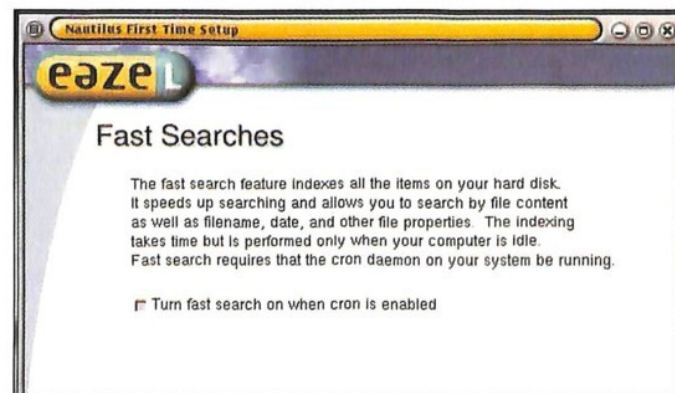 Nautilus First Time Setup
eazel
Fast Searches
The fast search feature indexes all the items on your hard disk.
It speeds up searching and allows you to search by file content
as well as filename, date, and other file properties. The indexing
takes time but is performed only when your computer is idle.
Fast search requires that the cron daemon on your system be running.
Turn fast search on when cron is enabled